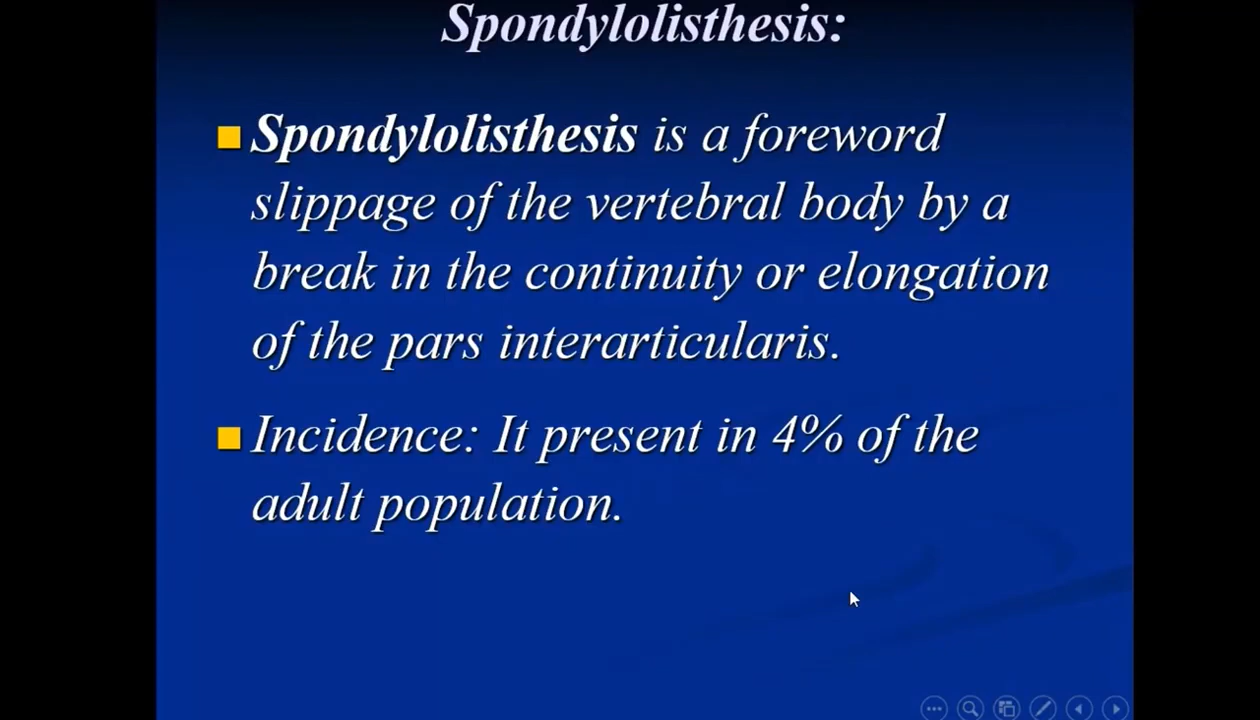 Spondylolisthesis:
Spondylolisthesis is a foreword
slippage of the vertebral body by a
break in the continuity or elongation
of the pars interarticularis.
Incidence: It present in 4% of the
adult population.